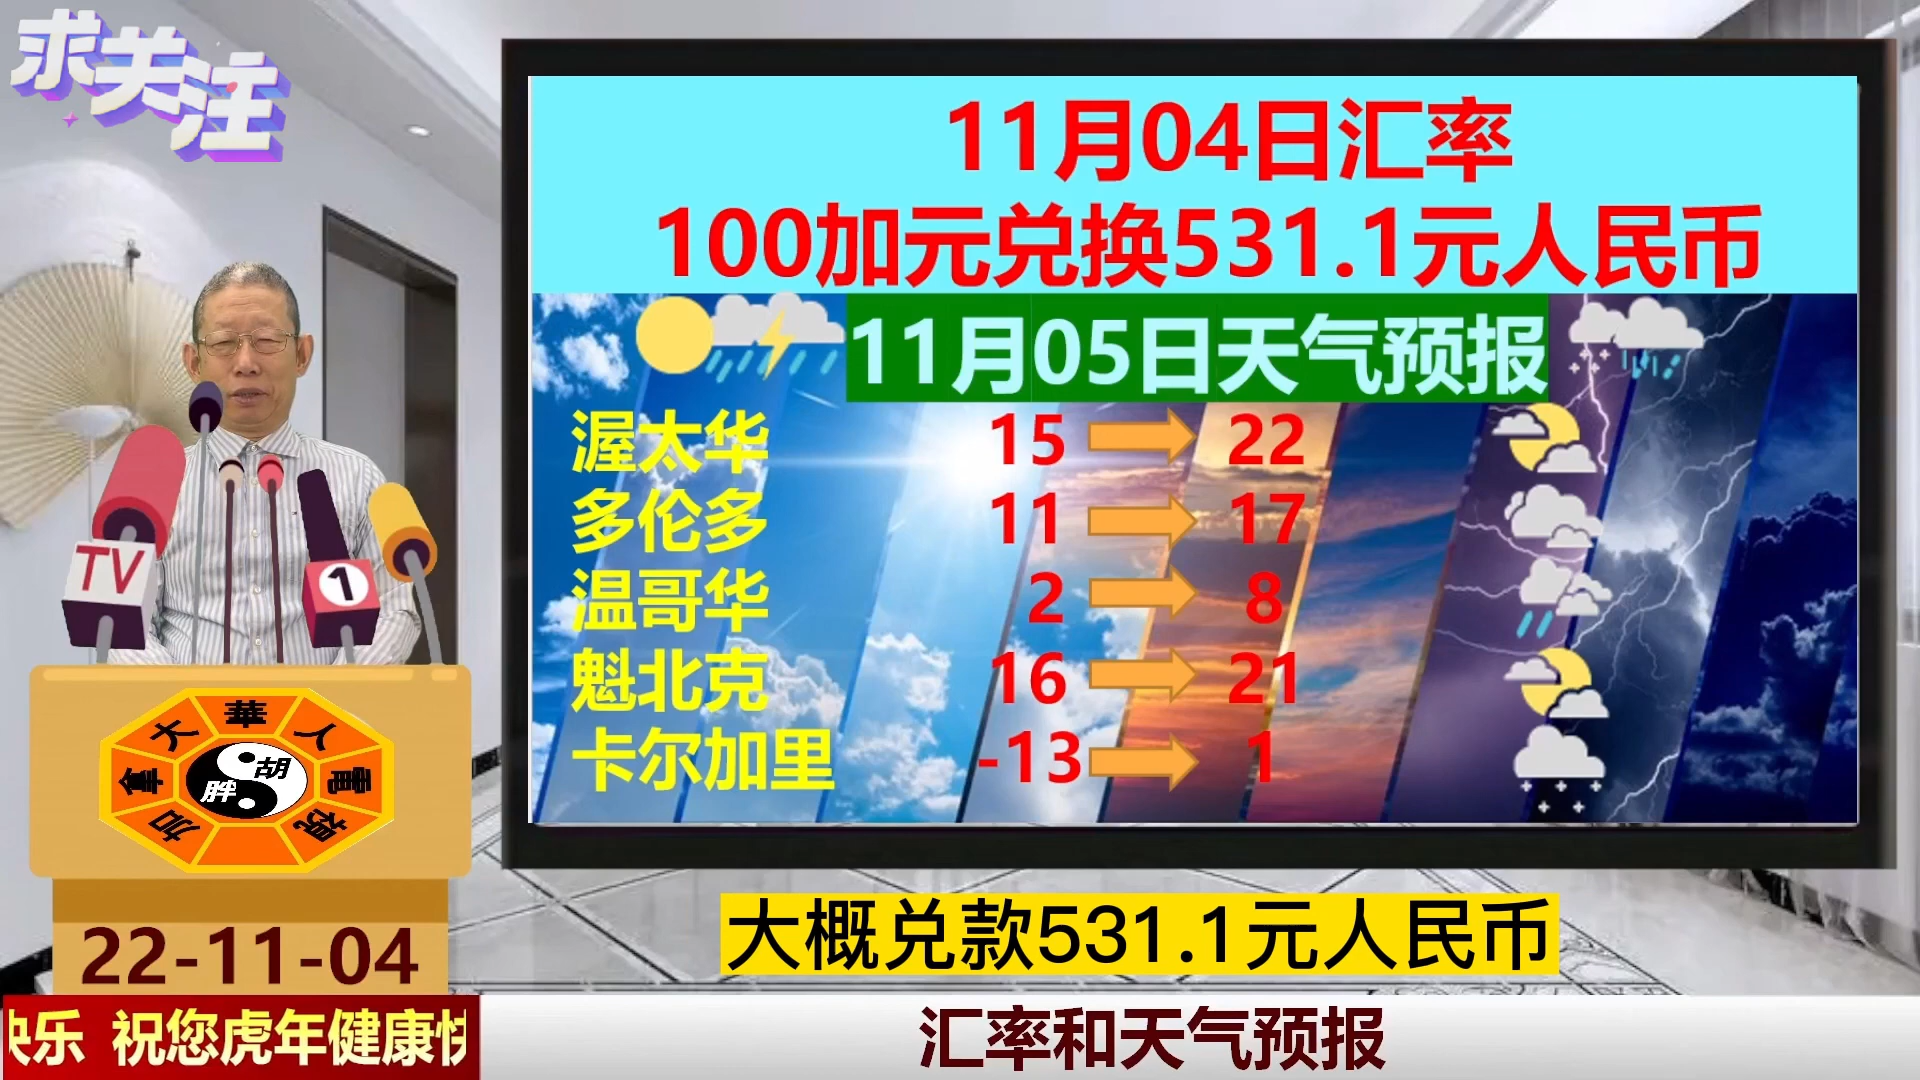 求关注
11月04日汇率
100加元兑换531.1元人民币
11月05日天气预报
渥太华 15 22
多伦多 11 17
温哥华 2 8
魁北克 16 21
卡尔加里 -13 1
TV
1
加拿大華人電視
胡胖
22-11-04
大概兑款531.1元人民币
快乐 祝您虎年健康快
汇率和天气预报